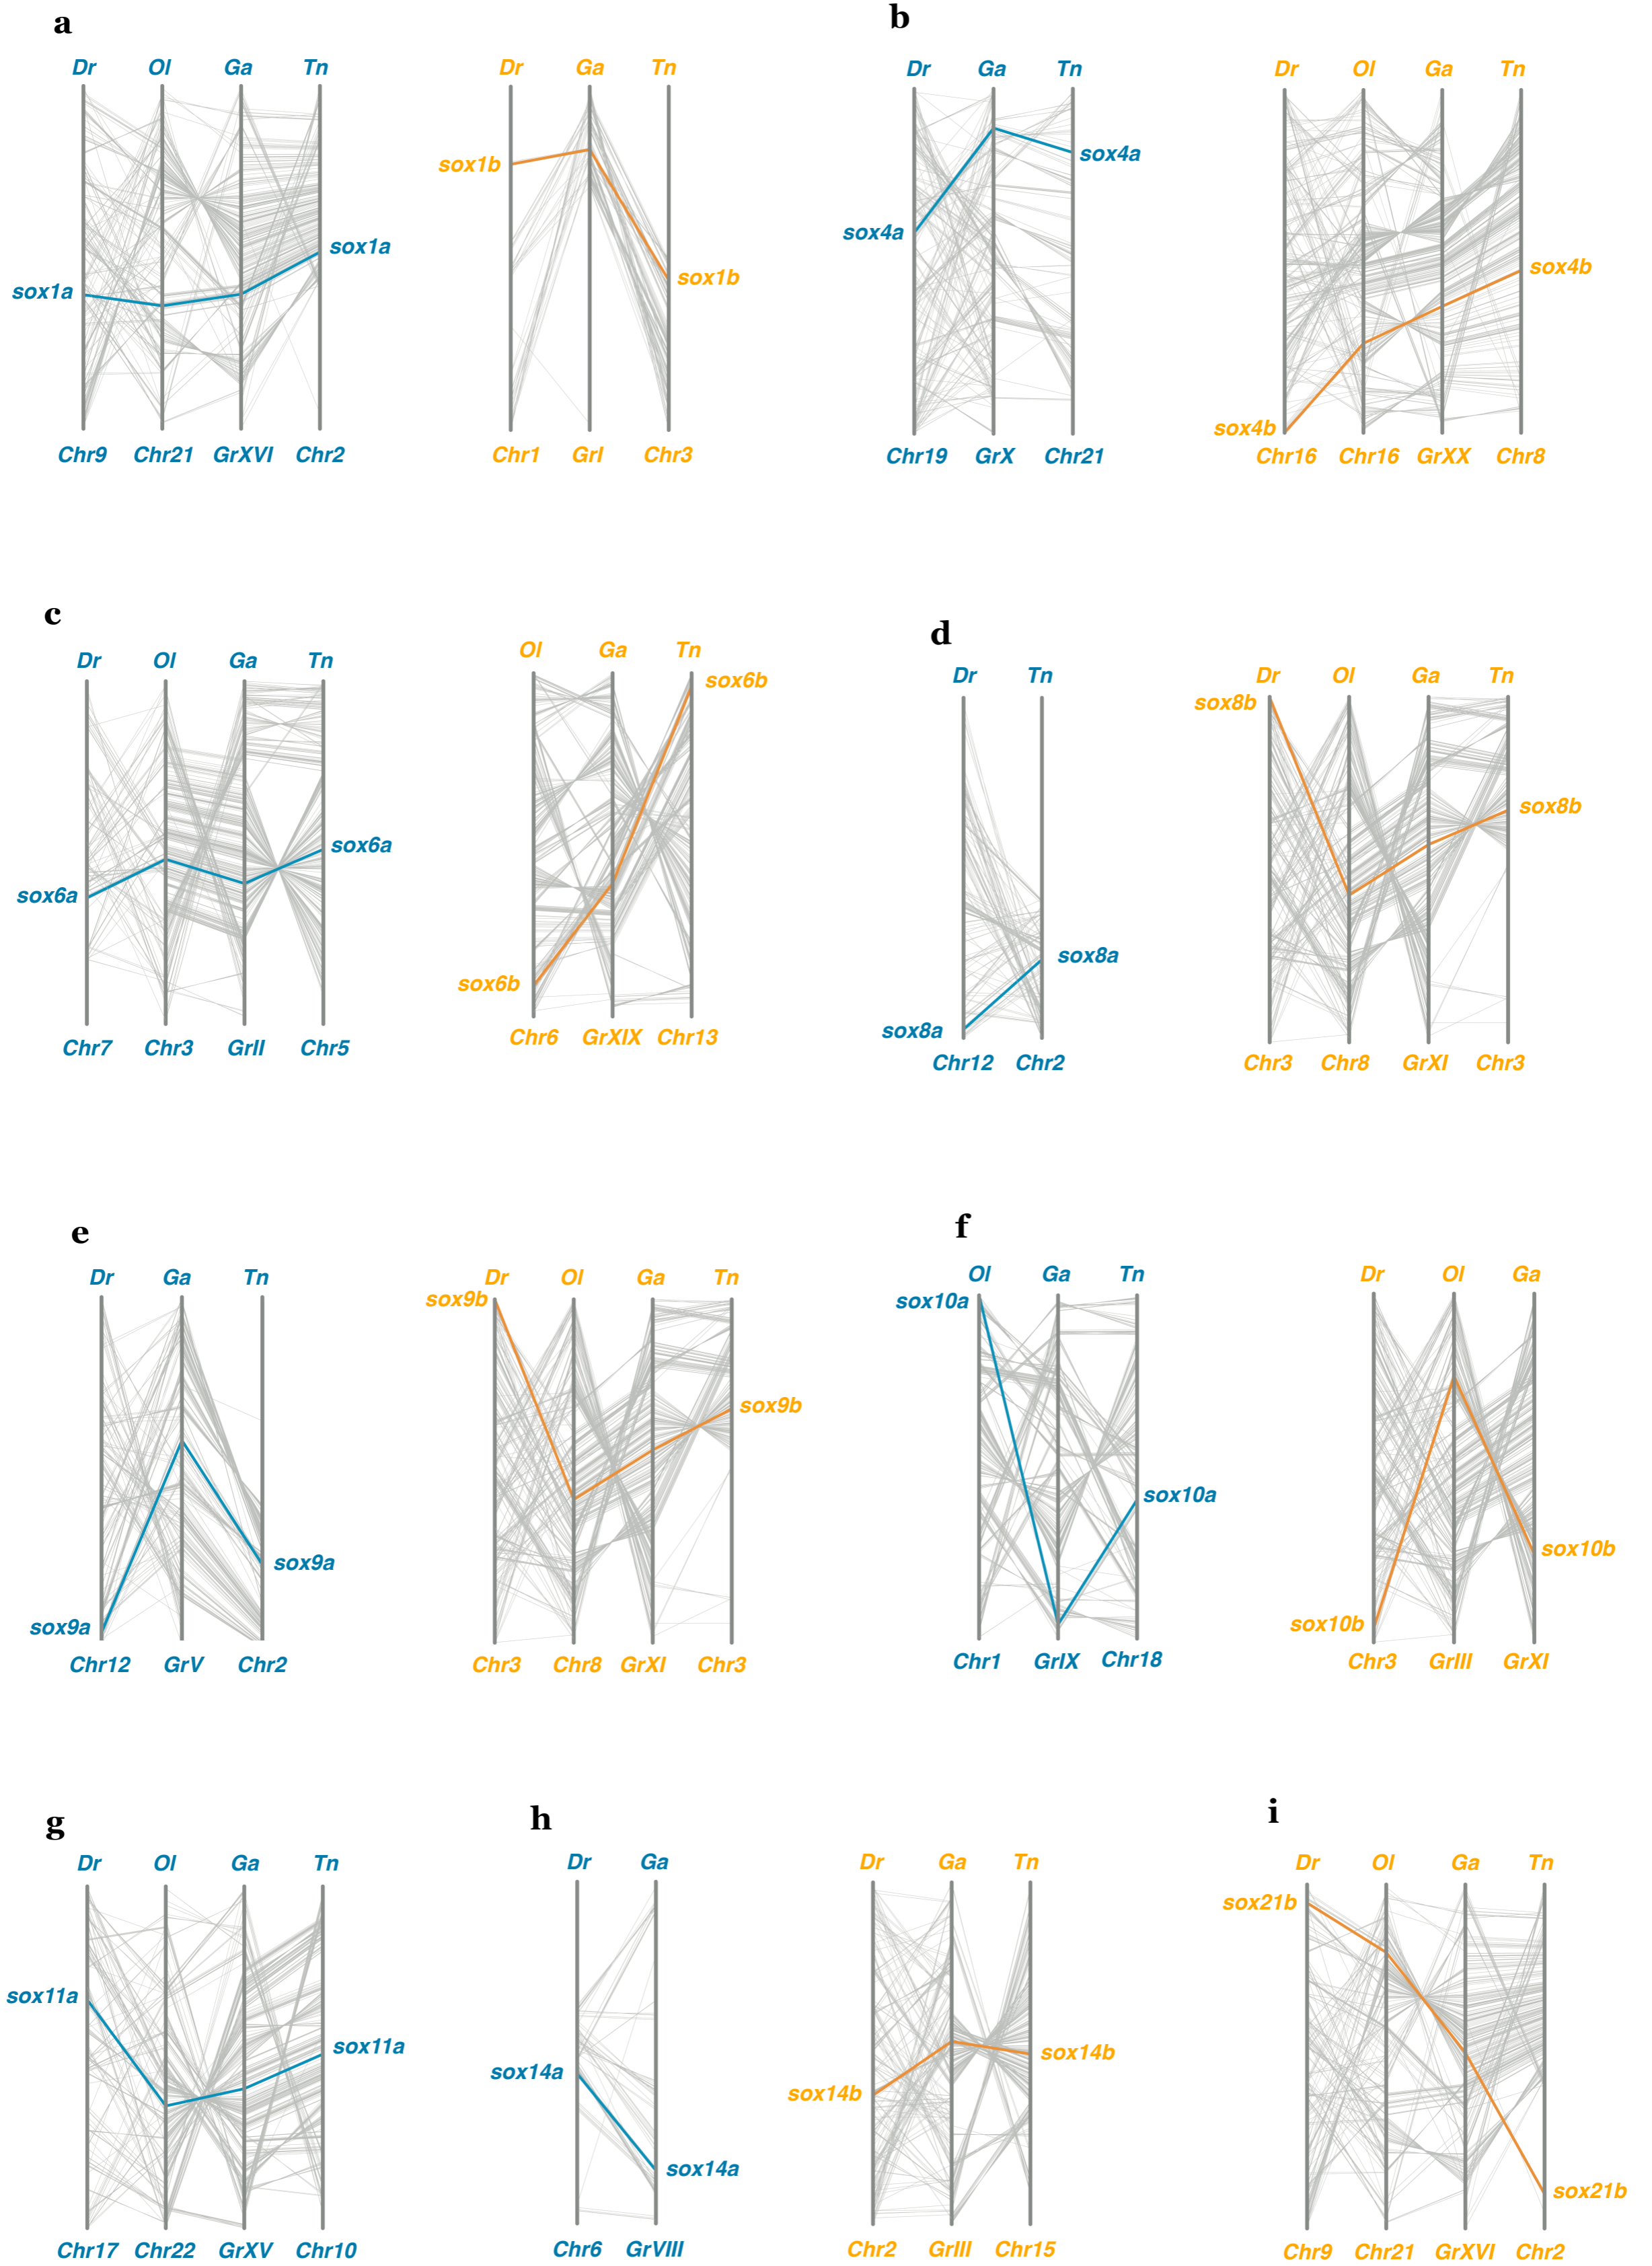 a
b
Dr Ol Ga Tn
Dr Ga Tn
Dr Ga Tn
Dr Ol Ga Tn
sox1a
sox1a
sox1b
sox1b
sox4a
sox4a
sox4b
sox4b
Chr9 Chr21 GrXVI Chr2
Chr1 GrI Chr3
Chr19 GrX Chr21
Chr16 Chr16 GrXX Chr8
c
d
Dr Ol Ga Tn
Ol Ga Tn
Dr Tn
Dr Ol Ga Tn
sox6a
sox6a
sox6b
sox6b
sox8a
sox8a
sox8b
sox8b
Chr7 Chr3 GrII Chr5
Chr6 GrXIX Chr13
Chr12 Chr2
Chr3 Chr8 GrXI Chr3
e
f
Dr Ga Tn
Dr Ol Ga Tn
Ol Ga Tn
Dr Ol Ga
sox9a
sox9a
sox9b
sox9b
sox10a
sox10a
sox10b
sox10b
Chr12 GrV Chr2
Chr3 Chr8 GrXI Chr3
Chr1 GrIX Chr18
Chr3 GrIII GrXI
g
h
i
Dr Ol Ga Tn
Dr Ga
Dr Ga Tn
Dr Ol Ga Tn
sox11a
sox11a
sox14a
sox14a
sox14b
sox14b
sox21b
sox21b
Chr17 Chr22 GrXV Chr10
Chr6 GrVIII
Chr2 GrIII Chr15
Chr9 Chr21 GrXVI Chr2